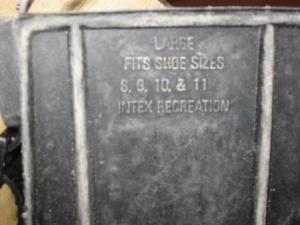 LARGE
FITS SHOE SIZES
8, 9, 10, & 11
INTEX RECREATION